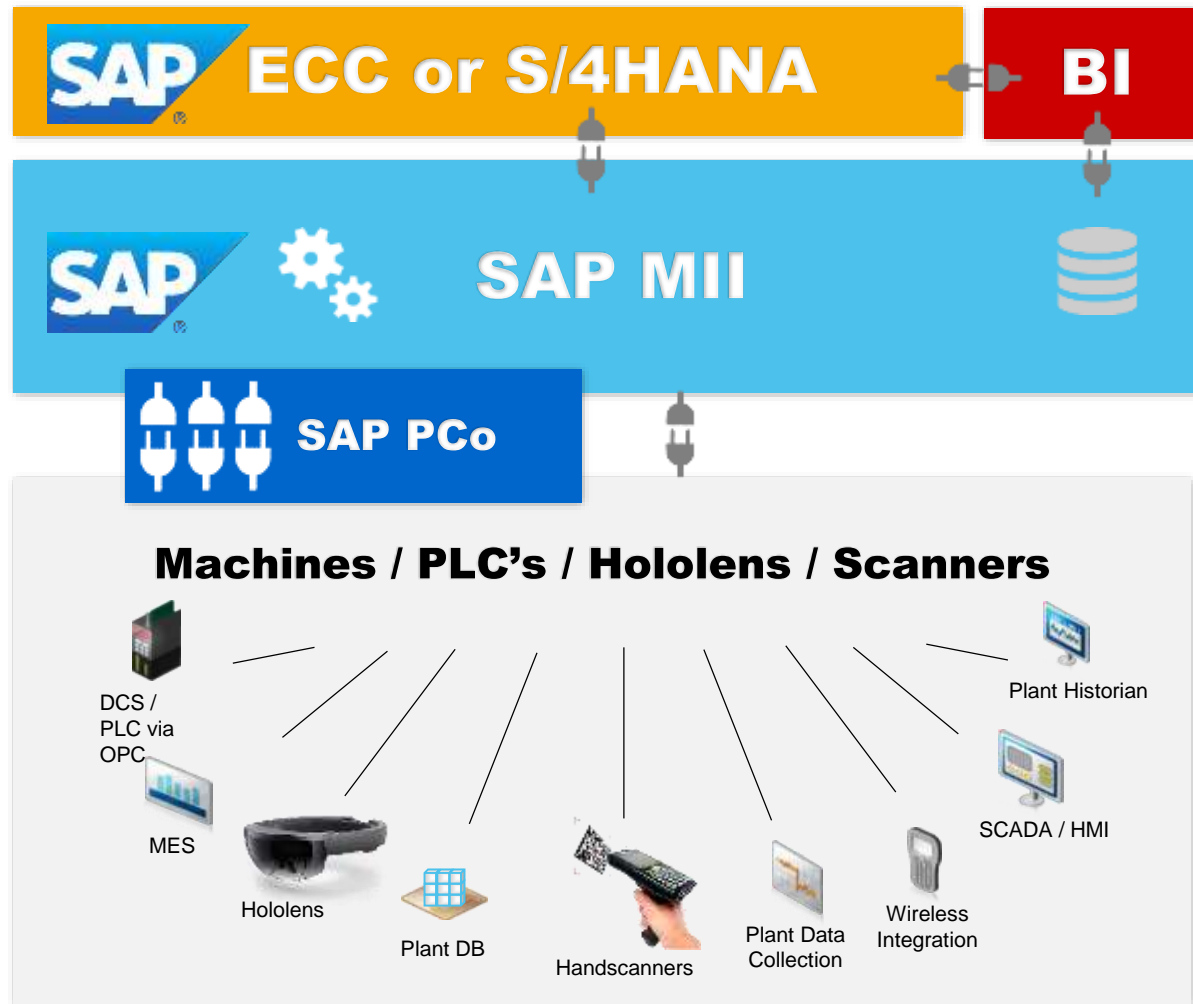 SAP ECC or S/4HANA
BI
®
SAP MII
SAP
®
SAP PCo
Machines / PLC's / Hololens / Scanners
DCS /
PLC via
OPC
Plant Historian
MES
SCADA / HMI
Hololens
Plant DB
Handscanners
Plant Data
Collection
Wireless
Integration